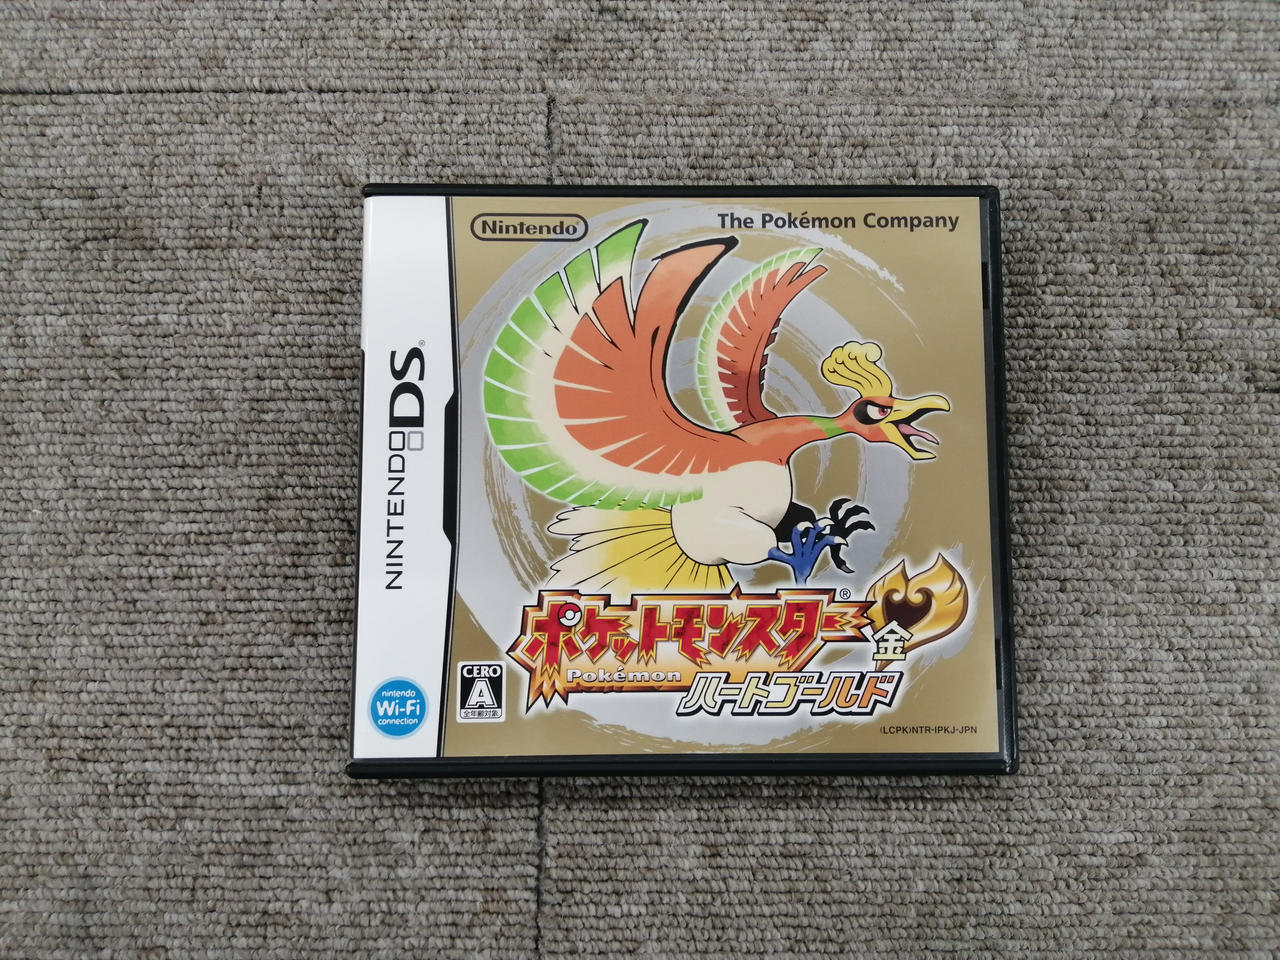 Nintendo®
The Pokémon Company
NINTENDO DS®
ポケットモンスター®
金
Pokémon
ハートゴールド
CERO
A
全年齢対象
nintendo
Wi-Fi
connection
(LCPK)NTR-IPKJ-JPN